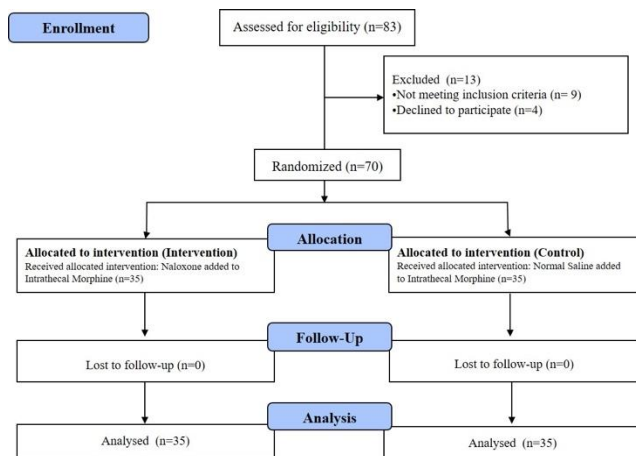 Enrollment
Assessed for eligibility (n=83)
Excluded (n=13)
•Not meeting inclusion criteria (n= 9)
•Declined to participate (n=4)
Randomized (n=70)
Allocation
Allocated to intervention (Intervention)
Received allocated intervention: Naloxone added to
Intrathecal Morphine (n=35)
Allocated to intervention (Control)
Received allocated intervention: Normal Saline added
to Intrathecal Morphine (n=35)
Follow-Up
Lost to follow-up (n=0)
Lost to follow-up (n=0)
Analysis
Analysed (n=35)
Analysed (n=35)